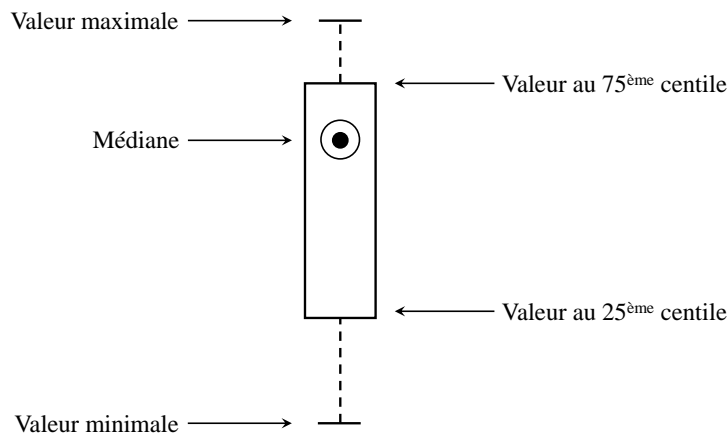 Valeur maximale
Valeur au 75ème centile
Médiane
Valeur au 25ème centile
Valeur minimale